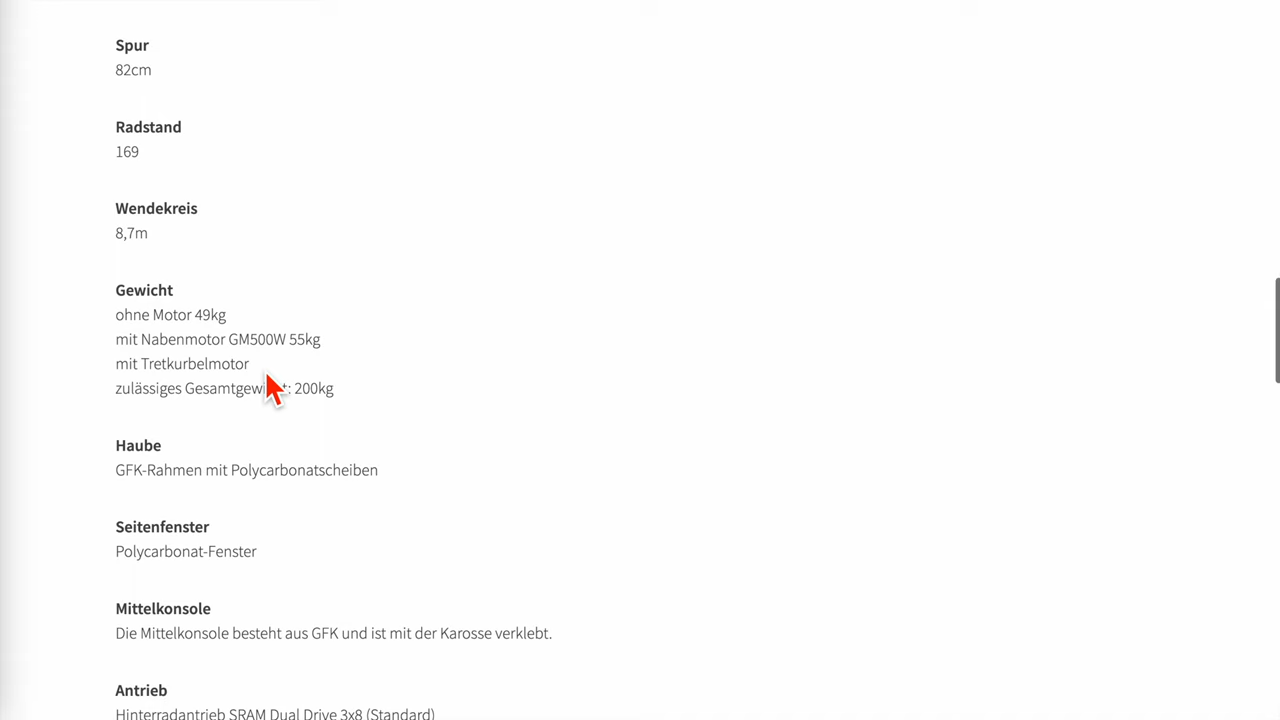 Spur
82cm
Radstand
169
Wendekreis
8,7m
Gewicht
ohne Motor 49kg
mit Nabenmotor GM500W 55kg
mit Tretkurbelmotor
zulässiges Gesamtgewicht: 200kg
Haube
GFK-Rahmen mit Polycarbonatscheiben
Seitenfenster
Polycarbonat-Fenster
Mittelkonsole
Die Mittelkonsole besteht aus GFK und ist mit der Karosse verklebt.
Antrieb
Hinterradantrieb SRAM Dual Drive 3x8 (Standard)